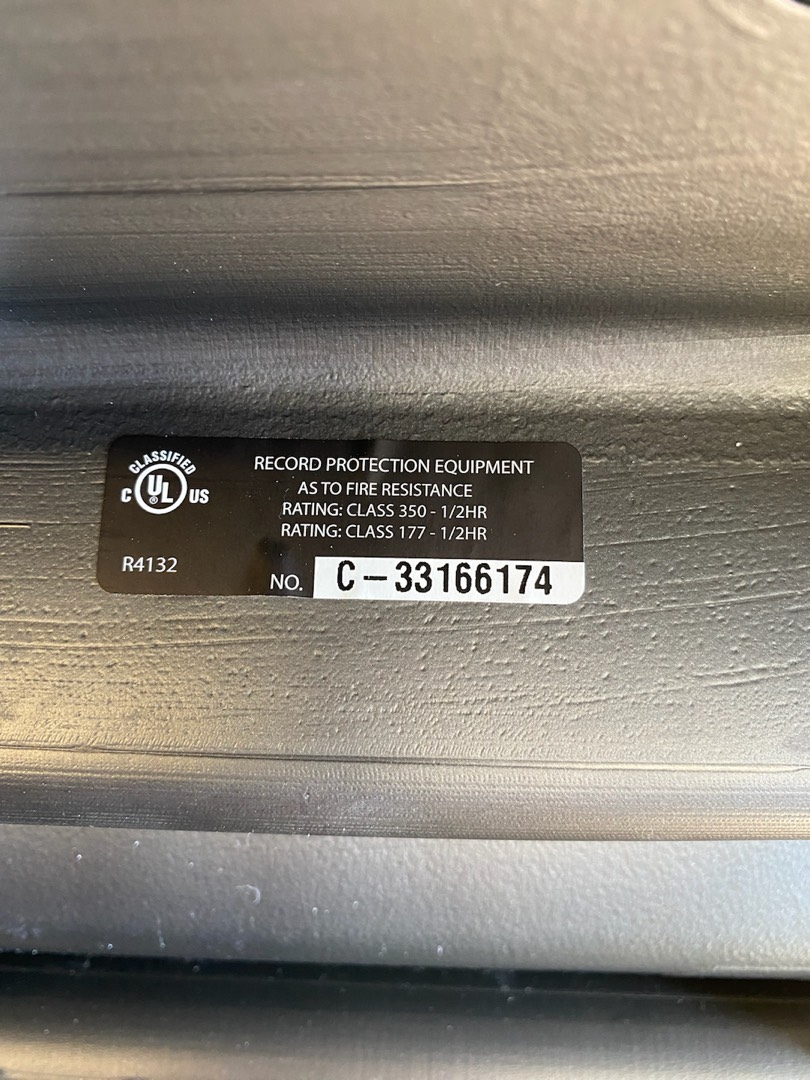 CLASSIFIED
C UL US
®
RECORD PROTECTION EQUIPMENT
AS TO FIRE RESISTANCE
RATING: CLASS 350 - 1/2HR
RATING: CLASS 177 - 1/2HR
R4132
NO. C-33166174